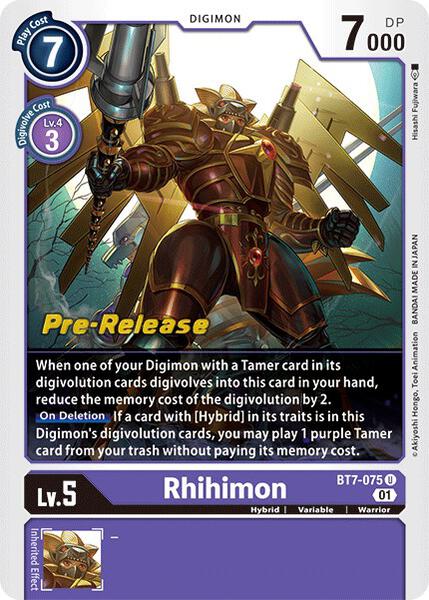 Play Cost
7
DIGIMON
7000 DP
Digivolve Cost
Lv.4
3
Hisashi Fujiwara
©Akiyoshi Hongo, Toei Animation BANDAI MADE IN JAPAN
Pre-Release
When one of your Digimon with a Tamer card in its
digivolution cards digivolves into this card in your hand,
reduce the memory cost of the digivolution by 2.
On Deletion If a card with [Hybrid] in its traits is in this
Digimon's digivolution cards, you may play 1 purple Tamer
card from your trash without paying its memory cost.
Lv.5
Rhihimon
BT7-075 U
01
Hybrid | Variable | Warrior
Inherited Effect
–